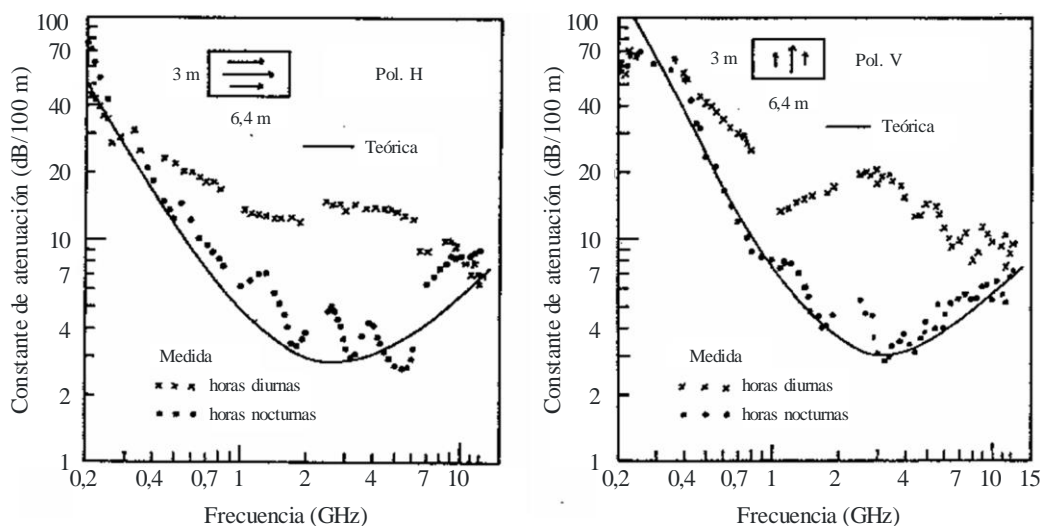 Constante de atenuación (dB/100 m)
100
70
40
20
10
7
4
2
1
3 m
Pol. H
6,4 m
Teórica
Medida
horas diurnas
horas nocturnas
0,2 0,4 0,7 1 2 4 7 10
Frecuencia (GHz)
Constante de atenuación (dB/100 m)
100
70
40
20
10
7
4
2
1
3 m
Pol. V
6,4 m
Teórica
Medida
horas diurnas
horas nocturnas
0,2 0,4 0,7 1 2 4 7 10 15
Frecuencia (GHz)